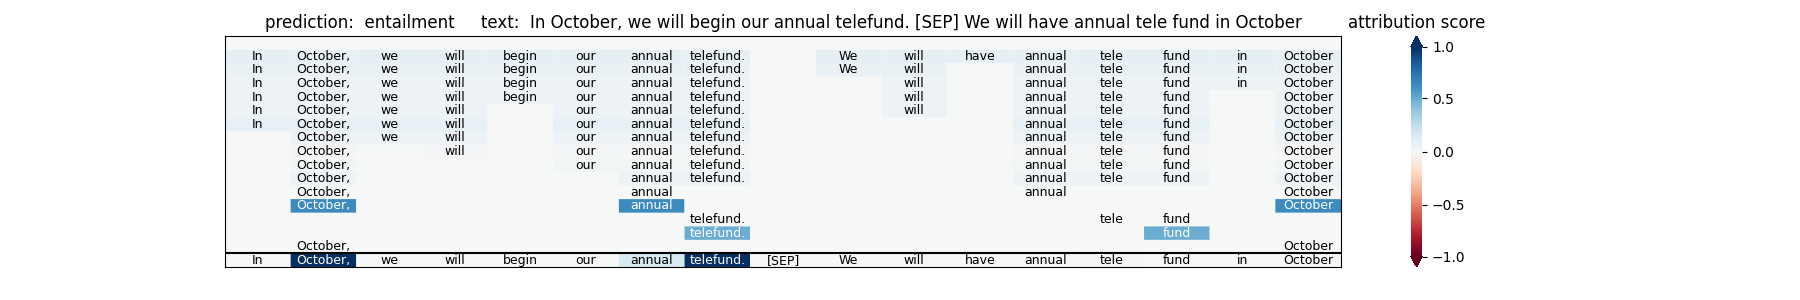 prediction: entailment text: In October, we will begin our annual telefund. [SEP] We will have annual tele fund in October attribution score
In October, we will begin our annual telefund. We will have annual tele fund in October
In October, we will begin our annual telefund. We will annual tele fund in October
In October, we will begin our annual telefund. will annual tele fund in October
In October, we will begin our annual telefund. will annual tele fund October
In October, we will our annual telefund. will annual tele fund October
In October, we will our annual telefund. annual tele fund October
October, we will our annual telefund. annual tele fund October
October, will our annual telefund. annual tele fund October
October, our annual telefund. annual tele fund October
October, annual telefund. annual tele fund October
October, annual annual October
October, annual October
telefund. tele fund
telefund. fund
October, October
In October, we will begin our annual telefund. [SEP] We will have annual tele fund in October
1.0
0.5
0.0
−0.5
−1.0